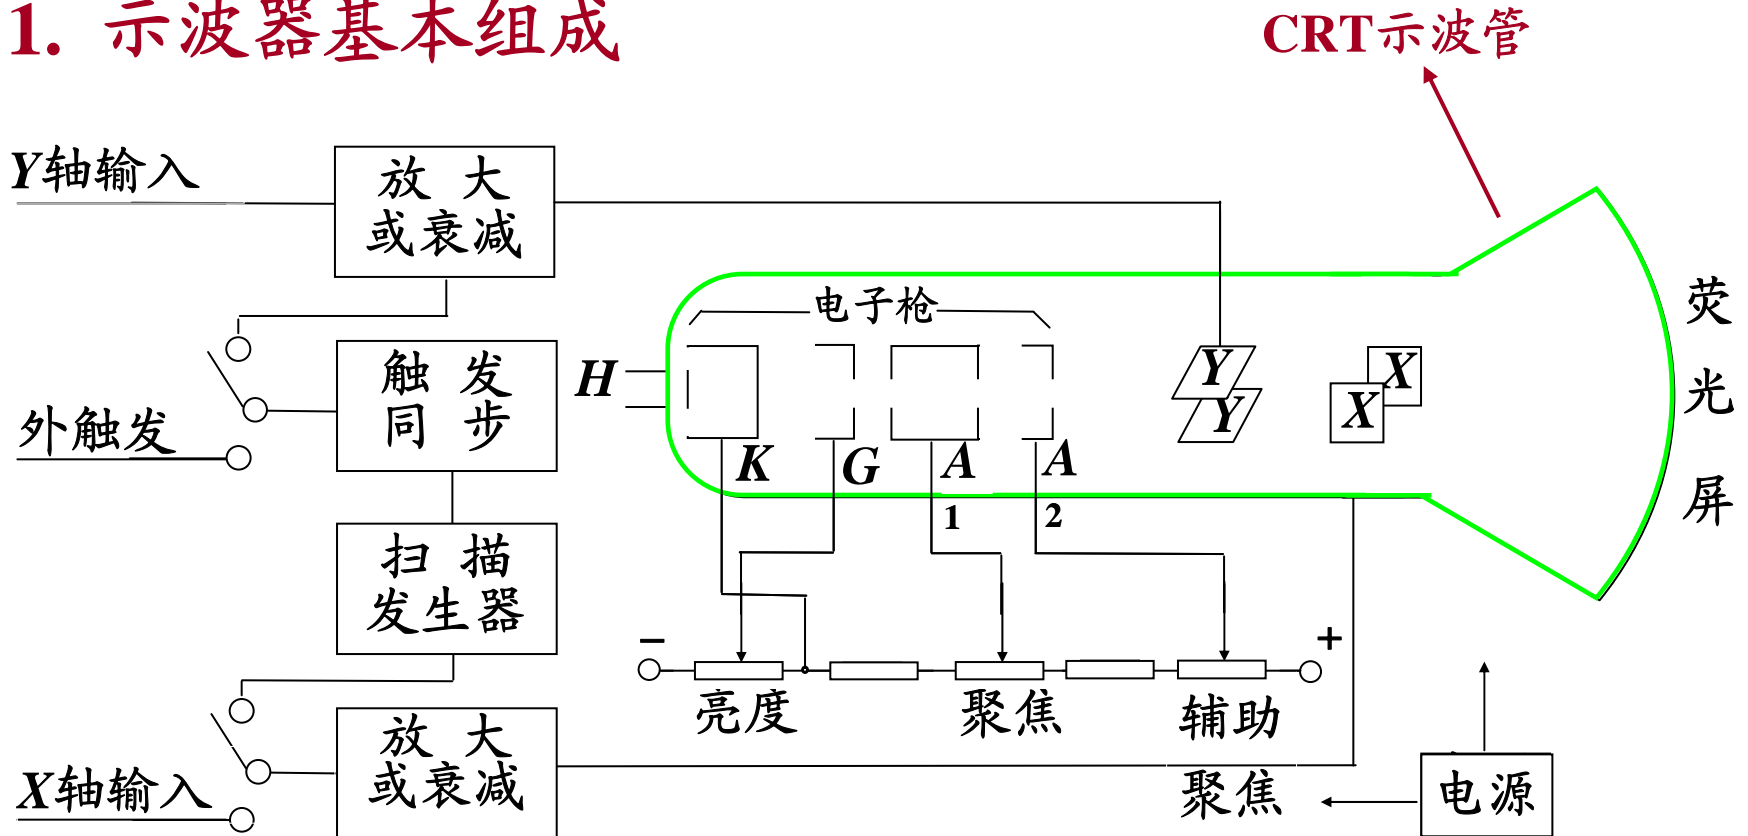 1. 示波器基本组成
CRT示波管
Y轴输入
放 大
或衰减
电子枪
荧
光
屏
触 发
同 步
H
Y
Y
X
X
外触发
K
G
A
A
1
2
扫 描
发生器
−
+
亮度
聚焦
辅助
聚焦
放 大
或衰减
X轴输入
电源